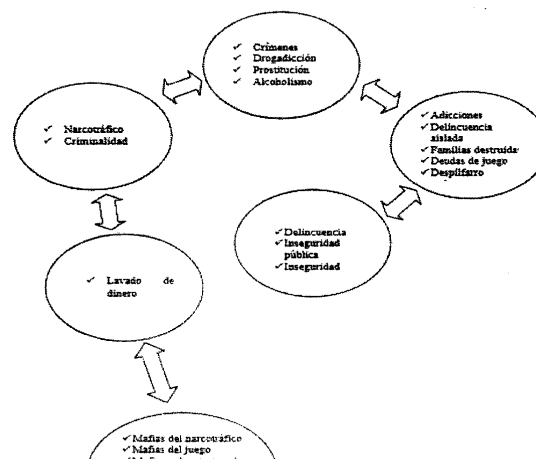 ✓ Crímenes
✓ Drogadicción
✓ Prostitución
✓ Alcoholismo
✓ Narcotráfico
✓ Criminalidad
✓ Adicciones
✓ Delincuencia
aislada
✓ Familias destruida
✓ Deudas de juego
✓ Despilfarro
✓ Delincuencia
✓ Inseguridad
pública
✓ Inseguridad
✓ Lavado de
dinero
✓ Mafias del narcotráfico
✓ Mafias del juego